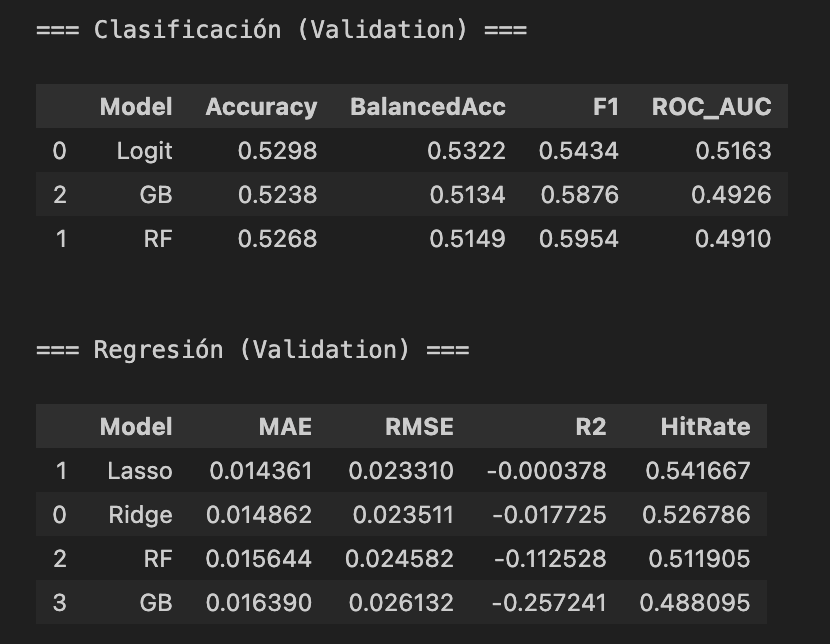 === Clasificación (Validation) ===
Model Accuracy BalancedAcc F1 ROC_AUC
0 Logit 0.5298 0.5322 0.5434 0.5163
2 GB 0.5238 0.5134 0.5876 0.4926
1 RF 0.5268 0.5149 0.5954 0.4910
=== Regresión (Validation) ===
Model MAE RMSE R2 HitRate
1 Lasso 0.014361 0.023310 -0.000378 0.541667
0 Ridge 0.014862 0.023511 -0.017725 0.526786
2 RF 0.015644 0.024582 -0.112528 0.511905
3 GB 0.016390 0.026132 -0.257241 0.488095